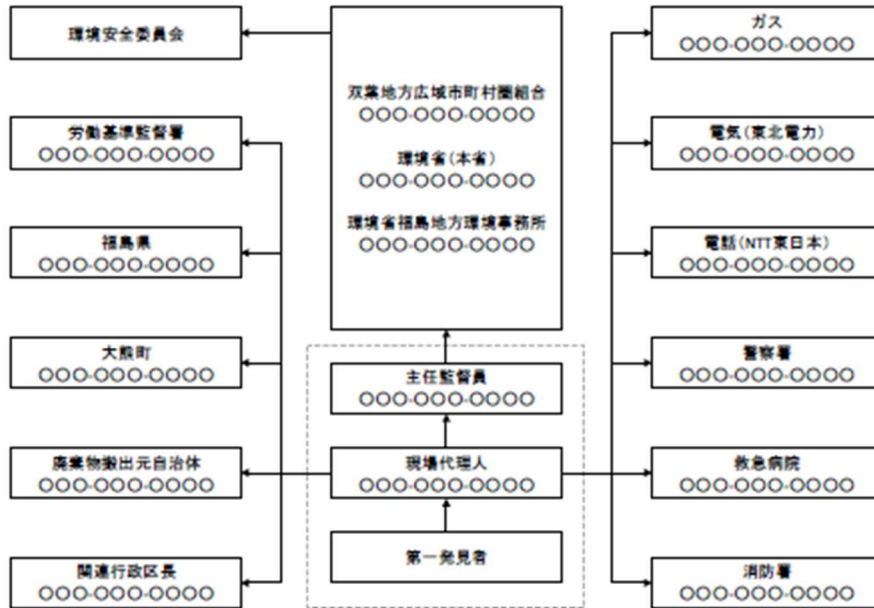 環境安全委員会
労働基準監督署
〇〇〇-〇〇〇-〇〇〇〇
福島県
〇〇〇-〇〇〇-〇〇〇〇
大熊町
〇〇〇-〇〇〇-〇〇〇〇
廃棄物搬出元自治体
〇〇〇-〇〇〇-〇〇〇〇
関連行政区長
〇〇〇-〇〇〇-〇〇〇〇
双葉地方広域市町村圏組合
〇〇〇-〇〇〇-〇〇〇〇
環境省(本省)
〇〇〇-〇〇〇-〇〇〇〇
環境省福島地方環境事務所
〇〇〇-〇〇〇-〇〇〇〇
主任監督員
〇〇〇-〇〇〇-〇〇〇〇
現場代理人
〇〇〇-〇〇〇-〇〇〇〇
第一発見者
ガス
〇〇〇-〇〇〇-〇〇〇〇
電気(東北電力)
〇〇〇-〇〇〇-〇〇〇〇
電話(NTT東日本)
〇〇〇-〇〇〇-〇〇〇〇
警察署
〇〇〇-〇〇〇-〇〇〇〇
救急病院
〇〇〇-〇〇〇-〇〇〇〇
消防署
〇〇〇-〇〇〇-〇〇〇〇